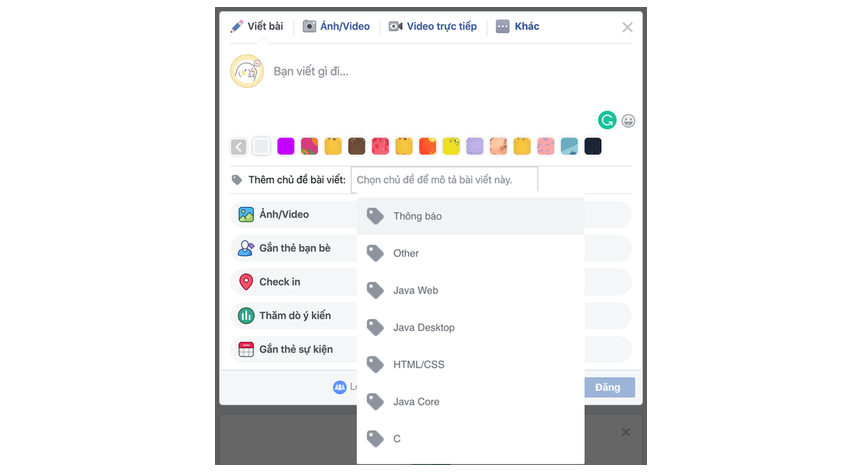 Viết bài
Ảnh/Video
Video trực tiếp
Khác
Bạn viết gì đi...
Thêm chủ đề bài viết:
Chọn chủ đề để mô tả bài viết này.
Ảnh/Video
Gắn thẻ bạn bè
Check in
Thăm dò ý kiến
Gắn thẻ sự kiện
Thông báo
Other
Java Web
Java Desktop
HTML/CSS
Java Core
C
Đăng